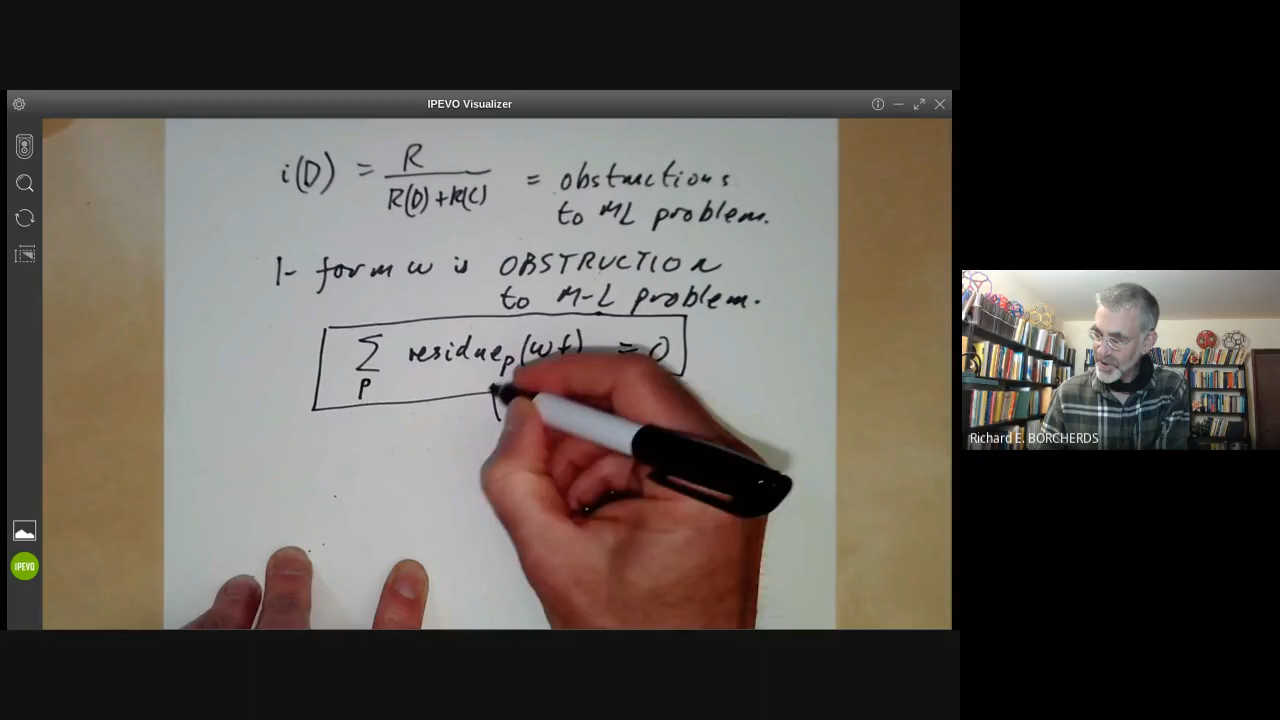 IPEVO Visualizer
i(D) = R / R(D)+K(C) = obstructions
to ML problem.
1-form ω is OBSTRUCTION
to M-L problem.
∑ residue_P(ωf) = 0
P
IPEVO
Richard E. BORCHERDS